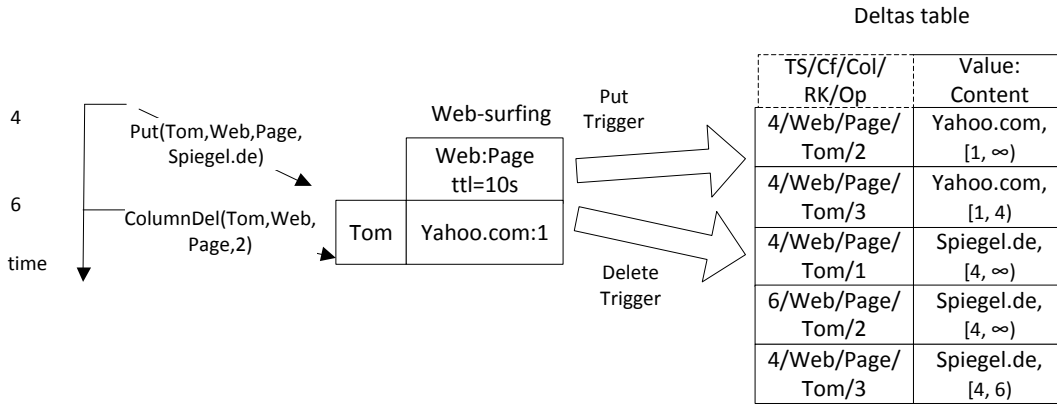 Deltas table
4
Put(Tom,Web,Page,
Spiegel.de)
6
ColumnDel(Tom,Web,
Page,2)
time
Web-surfing
Web:Page
ttl=10s
Tom
Yahoo.com:1
Put
Trigger
Delete
Trigger
TS/Cf/Col/
RK/Op
Value:
Content
4/Web/Page/
Tom/2
Yahoo.com,
[1, ∞)
4/Web/Page/
Tom/3
Yahoo.com,
[1, 4)
4/Web/Page/
Tom/1
Spiegel.de,
[4, ∞)
6/Web/Page/
Tom/2
Spiegel.de,
[4, ∞)
4/Web/Page/
Tom/3
Spiegel.de,
[4, 6)